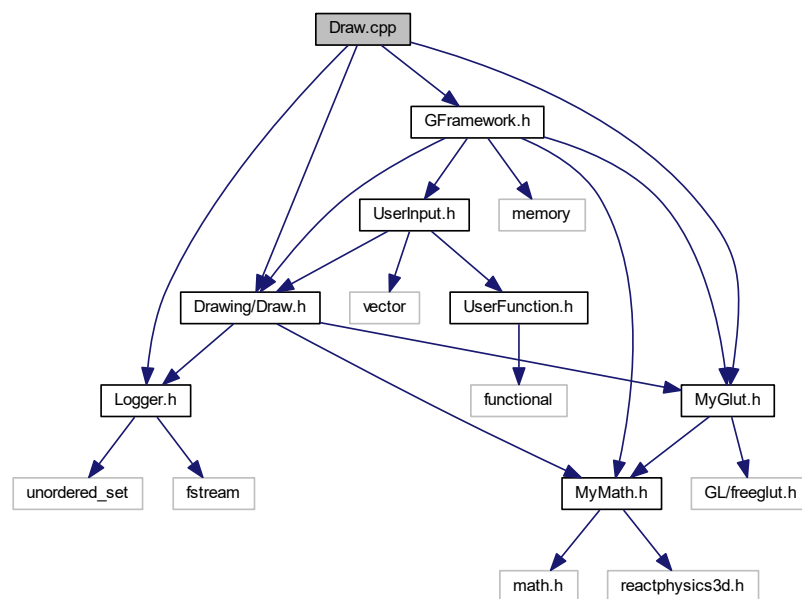 Draw.cpp
GFramework.h
UserInput.h
memory
Drawing/Draw.h
vector
UserFunction.h
Logger.h
functional
MyGlut.h
unordered_set
fstream
MyMath.h
GL/freeglut.h
math.h
reactphysics3d.h